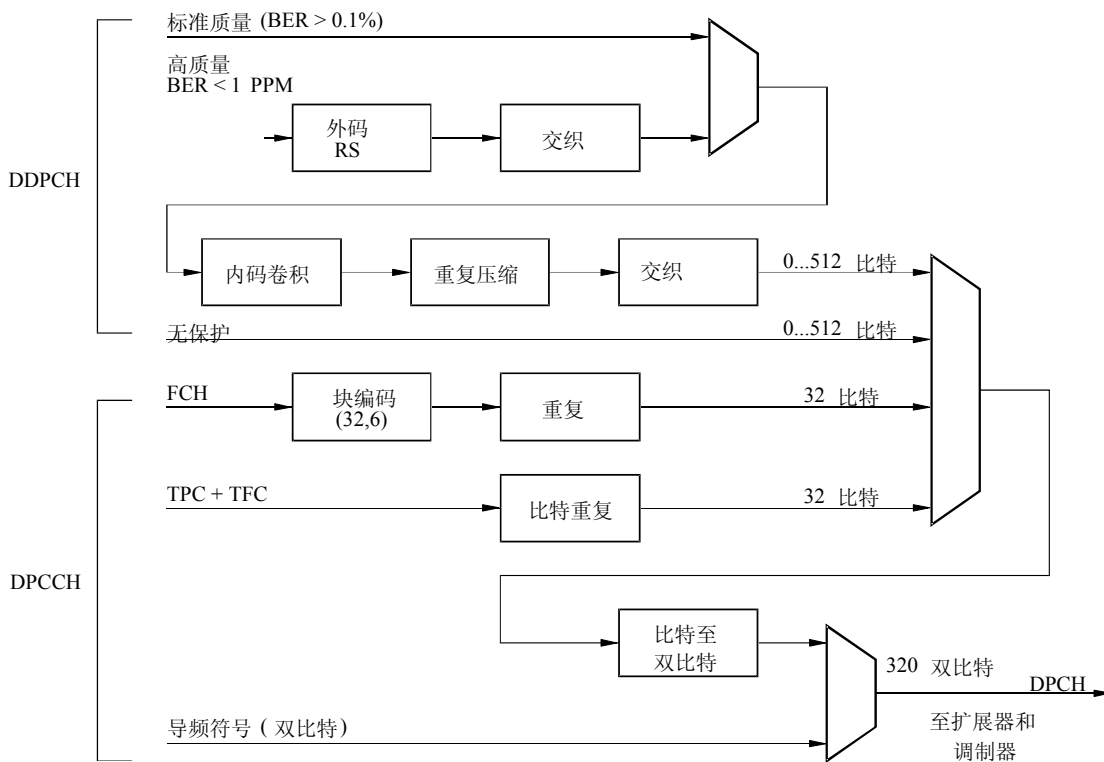 标准质量 (BER > 0.1%)
高质量
BER < 1 PPM
外码
RS
交织
DDPCH
内码卷积
重复压缩
交织
0...512 比特
无保护
0...512 比特
FCH
块编码
(32,6)
重复
32 比特
TPC + TFC
比特重复
32 比特
DPCCH
比特至
双比特
320 双比特
DPCH
导频符号 ( 双比特)
至扩展器和
调制器